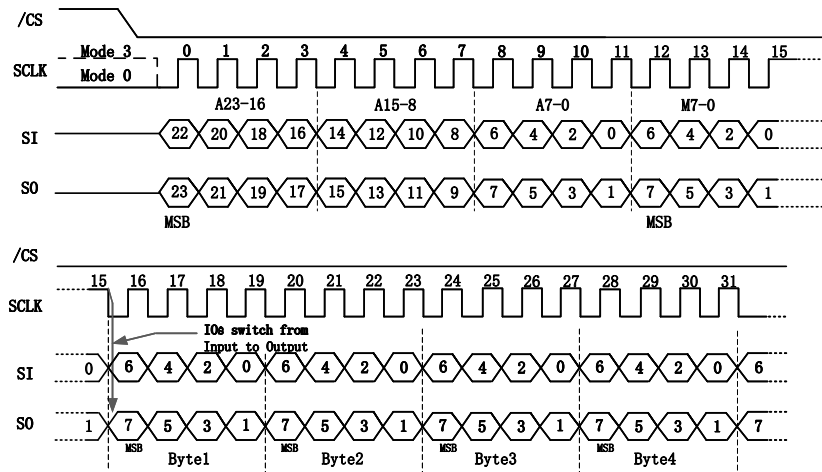 /CS
Mode 3 0 1 2 3 4 5 6 7 8 9 10 11 12 13 14 15
SCLK
Mode 0
A23-16 A15-8 A7-0 M7-0
SI 22 20 18 16 14 12 10 8 6 4 2 0 6 4 2 0
SO 23 21 19 17 15 13 11 9 7 5 3 1 7 5 3 1
MSB MSB
/CS
15 16 17 18 19 20 21 22 23 24 25 26 27 28 29 30 31
SCLK
IOs switch from
Input to Output
SI 0 6 4 2 0 6 4 2 0 6 4 2 0 6 4 2 0 6
SO 1 7 5 3 1 7 5 3 1 7 5 3 1 7 5 3 1 7
MSB MSB MSB MSB
Byte1 Byte2 Byte3 Byte4